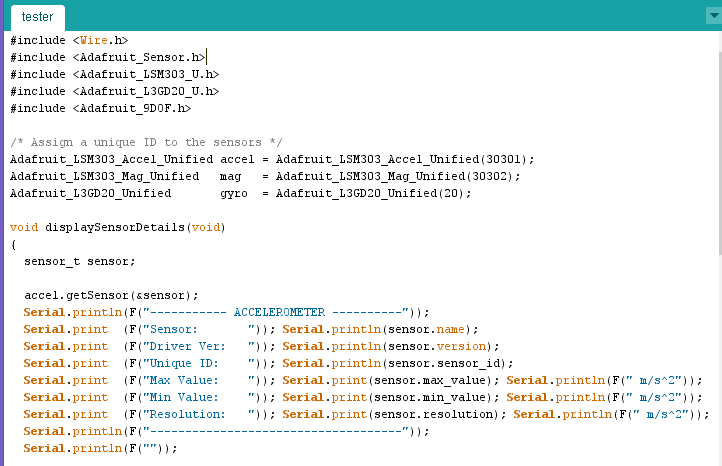 tester
#include <Wire.h>
#include <Adafruit_Sensor.h>
#include <Adafruit_LSM303_U.h>
#include <Adafruit_L3GD20_U.h>
#include <Adafruit_9DOF.h>

/* Assign a unique ID to the sensors */
Adafruit_LSM303_Accel_Unified accel = Adafruit_LSM303_Accel_Unified(30301);
Adafruit_LSM303_Mag_Unified   mag   = Adafruit_LSM303_Mag_Unified(30302);
Adafruit_L3GD20_Unified       gyro  = Adafruit_L3GD20_Unified(20);

void displaySensorDetails(void)
{
  sensor_t sensor;

  accel.getSensor(&sensor);
  Serial.println(F("----------- ACCELEROMETER ----------"));
  Serial.print  (F("Sensor:       ")); Serial.println(sensor.name);
  Serial.print  (F("Driver Ver:   ")); Serial.println(sensor.version);
  Serial.print  (F("Unique ID:    ")); Serial.println(sensor.sensor_id);
  Serial.print  (F("Max Value:    ")); Serial.print(sensor.max_value); Serial.println(F(" m/s^2"));
  Serial.print  (F("Min Value:    ")); Serial.print(sensor.min_value); Serial.println(F(" m/s^2"));
  Serial.print  (F("Resolution:   ")); Serial.print(sensor.resolution); Serial.println(F(" m/s^2"));
  Serial.println(F("------------------------------------"));
  Serial.println(F(""));